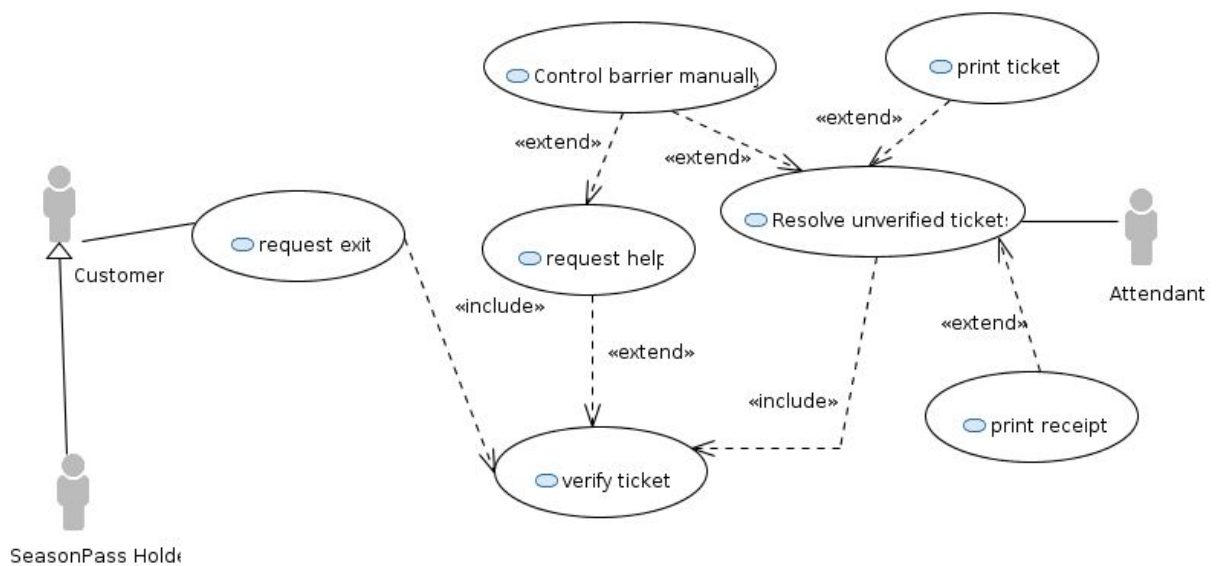 Control barrier manually
print ticket
«extend»
«extend»
«extend»
Resolve unverified tickets
request exit
request help
Customer
Attendant
«include»
«extend»
«extend»
«include»
print receipt
verify ticket
SeasonPass Holde